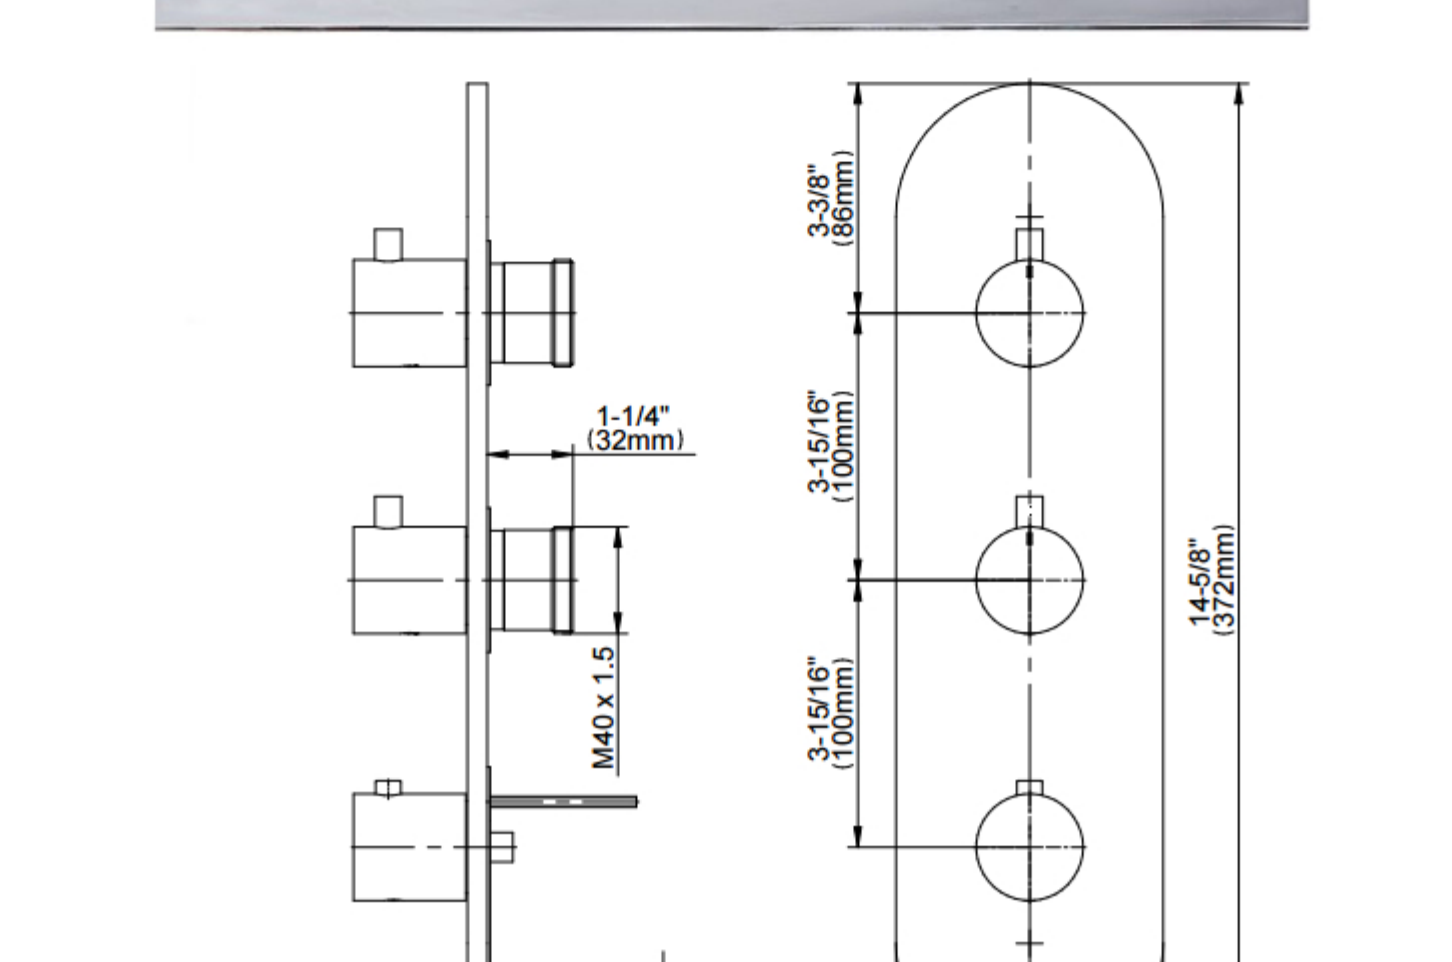 3-3/8"
(86mm)
1-1/4"
(32mm)
3-15/16"
(100mm)
M40 x 1.5
14-5/8"
(372mm)
3-15/16"
(100mm)